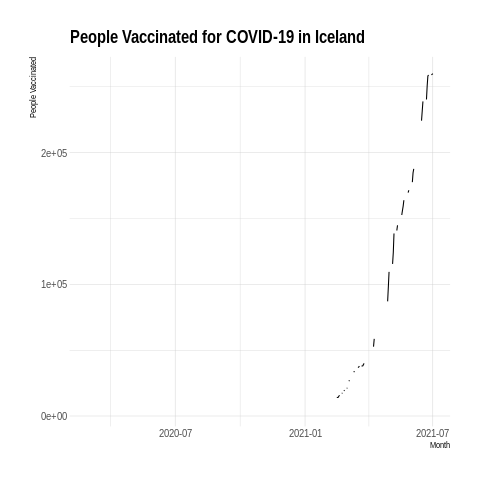 People Vaccinated for COVID-19 in Iceland
People Vaccinated
2e+05
1e+05
0e+00
2020-07
2021-01
2021-07
Month